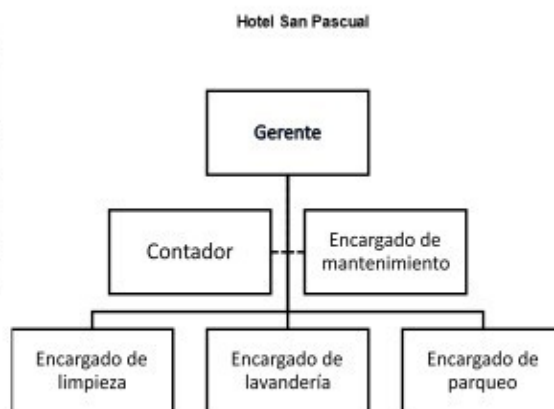 Hotel San Pascual
Gerente
Contador
Encargado de
mantenimiento
Encargado de
limpieza
Encargado de
lavandería
Encargado de
parqueo